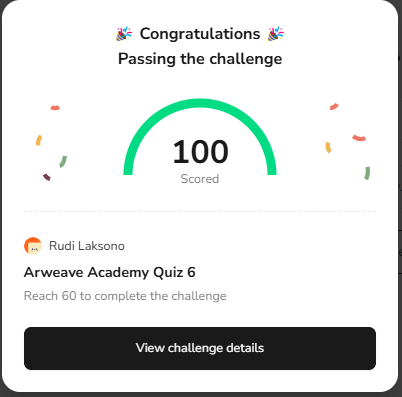 🎉 Congratulations 🎉
Passing the challenge
100
Scored
Rudi Laksono
Arweave Academy Quiz 6
Reach 60 to complete the challenge
View challenge details